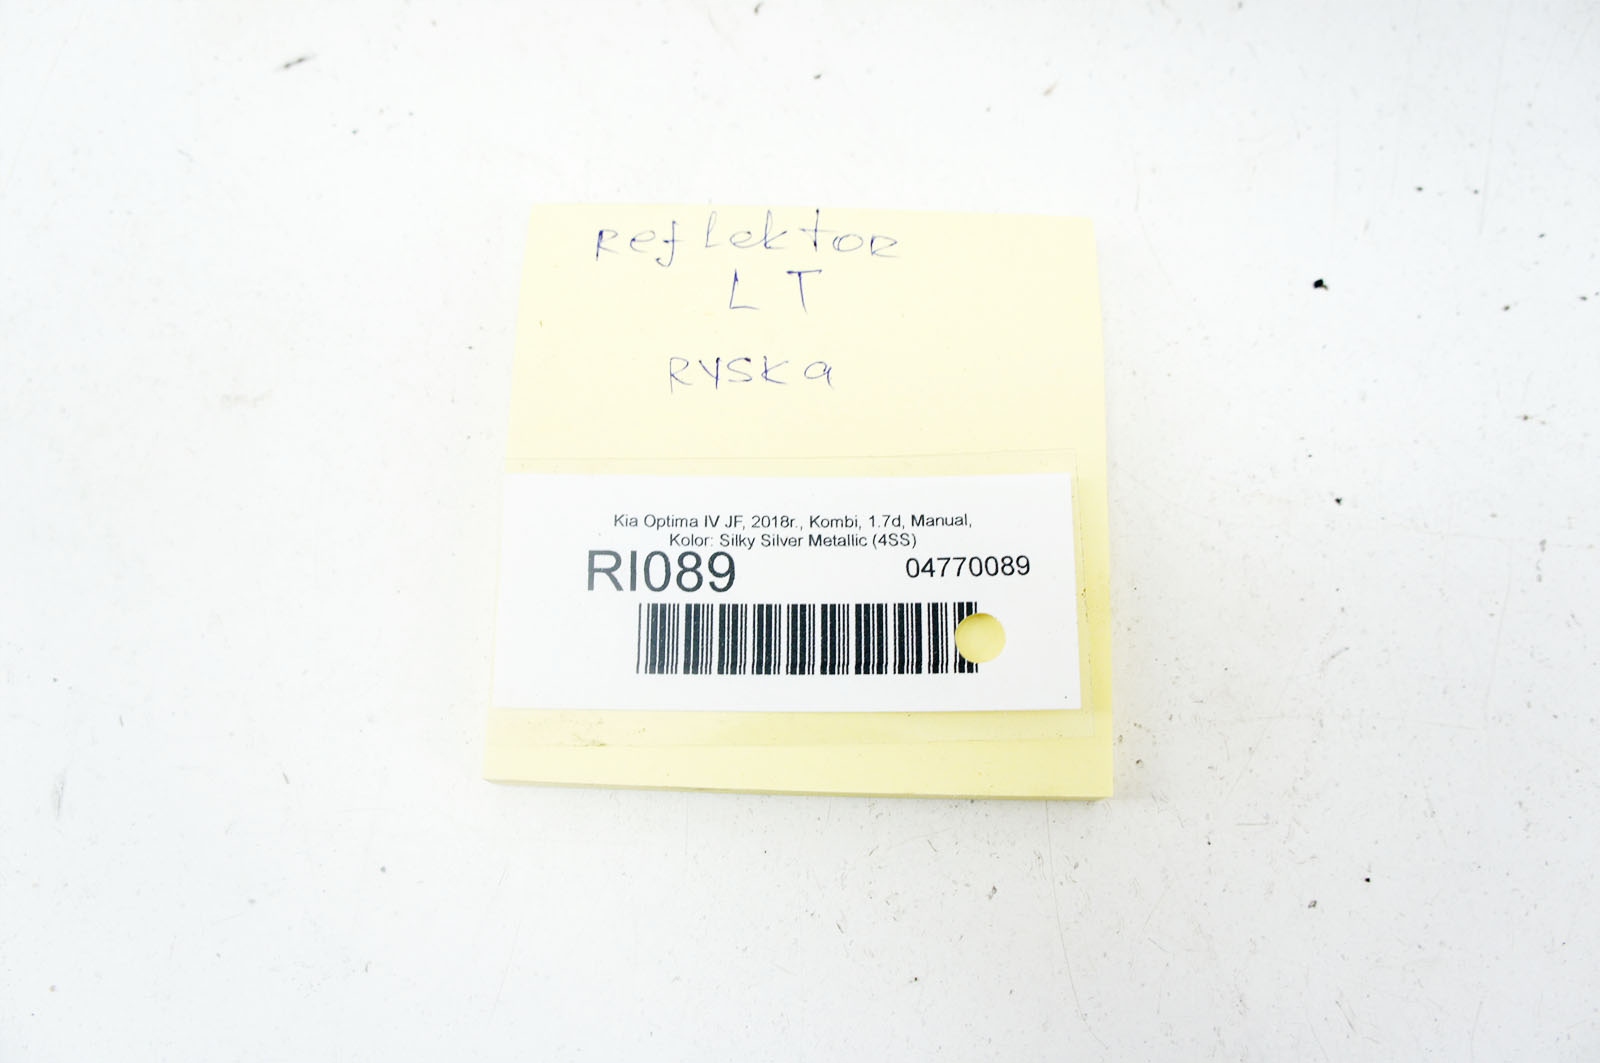 Reflektor
LT
RYSKa
Kia Optima IV JF, 2018r., Kombi, 1.7d, Manual,
Kolor: Silky Silver Metallic (4SS)
RI089 04770089